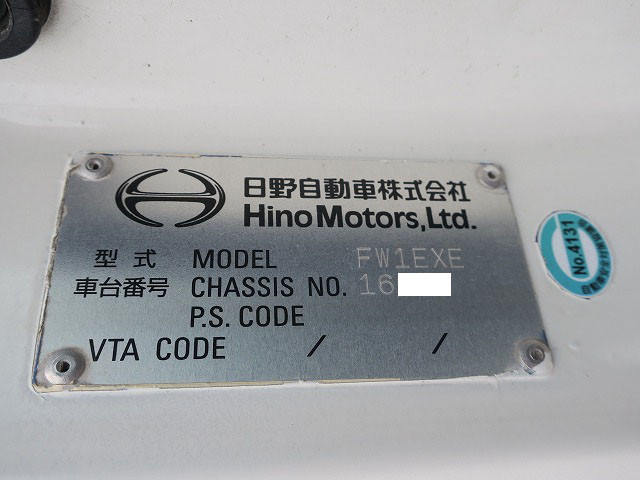 日野自動車株式会社
Hino Motors, Ltd.
型式 MODEL FW1EXE
車台番号 CHASSIS NO. 16
P.S. CODE
VTA CODE / /
No.4131